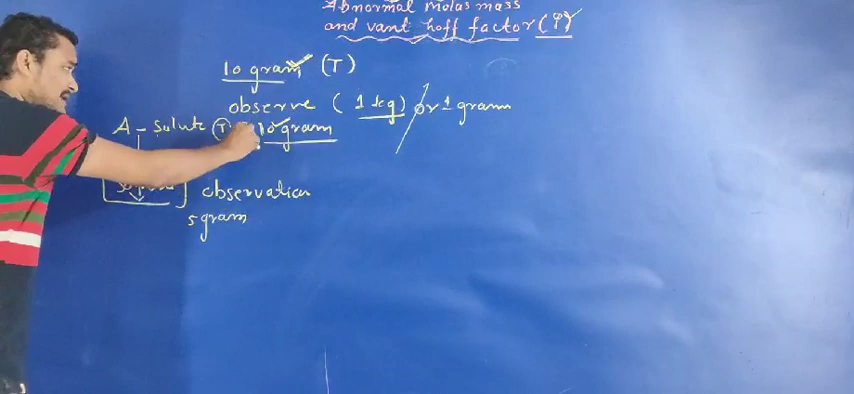 Abnormal molar mass
and vant hoff factor (i)
10 gram (T)
observe (1 kg) or 1 gram
A - solute (T) 10 gram
observation
5 gram